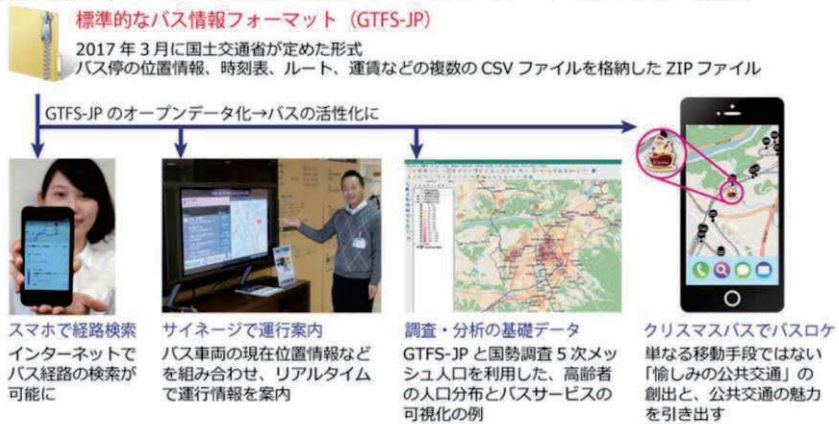 標準的なバス情報フォーマット（GTFS-JP）
2017年3月に国土交通省が定めた形式
バス停の位置情報、時刻表、ルート、運賃などの複数のCSVファイルを格納したZIPファイル
GTFS-JPのオープンデータ化→バスの活性化に
スマホで経路検索
インターネットで
バス経路の検索が
可能に
サイネージで運行案内
バス車両の現在位置情報など
を組み合わせ、リアルタイム
で運行情報を案内
調査・分析の基礎データ
GTFS-JPと国勢調査5次メッ
シュ人口を利用した、高齢者
の人口分布とバスサービスの
可視化の例
クリスマスバスでバスロケ
単なる移動手段ではない
「愉しみの公共交通」の
創出と、公共交通の魅力
を引き出す